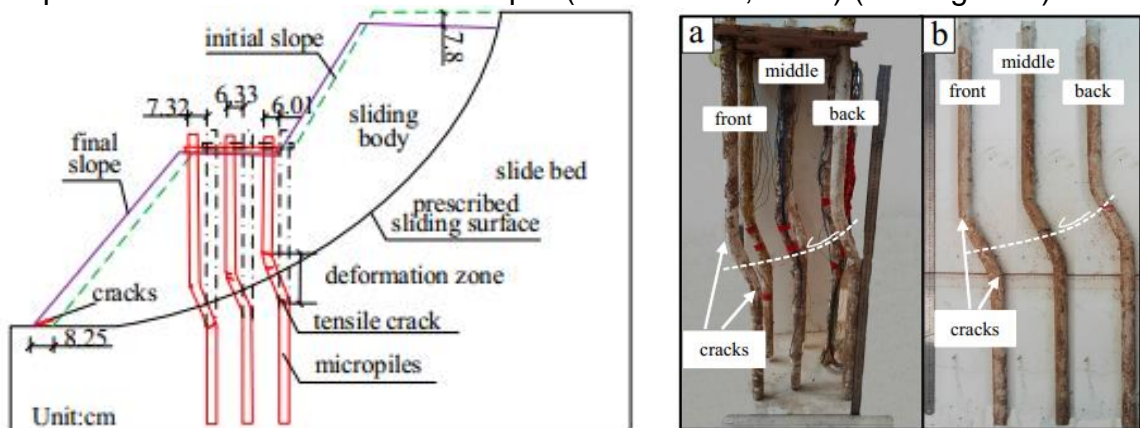 7.8
initial slope
7.32
6.33
6.01
final
slope
sliding
body
slide bed
prescribed
sliding surface
deformation zone
cracks
tensile crack
8.25
micropiles
Unit:cm
a
middle
front
back
cracks
b
middle
front
back
cracks